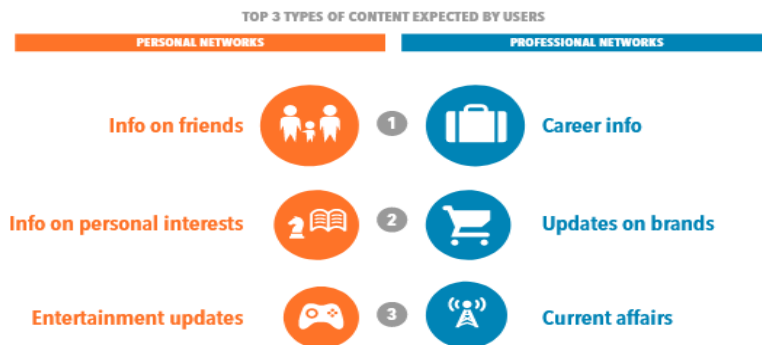 TOP 3 TYPES OF CONTENT EXPECTED BY USERS
PERSONAL NETWORKS PROFESSIONAL NETWORKS
Info on friends 1 Career info
Info on personal interests 2 Updates on brands
Entertainment updates 3 Current affairs